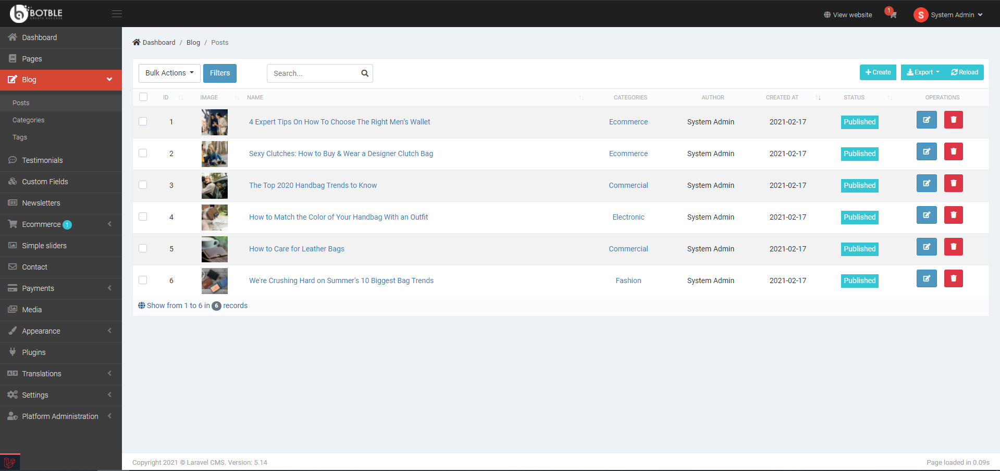 BOTBLE
CREATE SUCCESS
View website
1
S
System Admin
Dashboard
Pages
Blog
Posts
Categories
Tags
Testimonials
Custom Fields
Newsletters
Ecommerce 1
Simple sliders
Contact
Payments
Media
Appearance
Plugins
Translations
Settings
Platform Administration
Dashboard / Blog / Posts
Bulk Actions Filters Search... Create Export Reload
ID IMAGE NAME CATEGORIES AUTHOR CREATED AT STATUS OPERATIONS
1 4 Expert Tips On How To Choose The Right Men’s Wallet Ecommerce System Admin 2021-02-17 Published
2 Sexy Clutches: How to Buy & Wear a Designer Clutch Bag Ecommerce System Admin 2021-02-17 Published
3 The Top 2020 Handbag Trends to Know Commercial System Admin 2021-02-17 Published
4 How to Match the Color of Your Handbag With an Outfit Electronic System Admin 2021-02-17 Published
5 How to Care for Leather Bags Commercial System Admin 2021-02-17 Published
6 We're Crushing Hard on Summer's 10 Biggest Bag Trends Fashion System Admin 2021-02-17 Published
Show from 1 to 6 in 6 records
Copyright 2021 © Laravel CMS. Version: 5.14
Page loaded in 0.09s